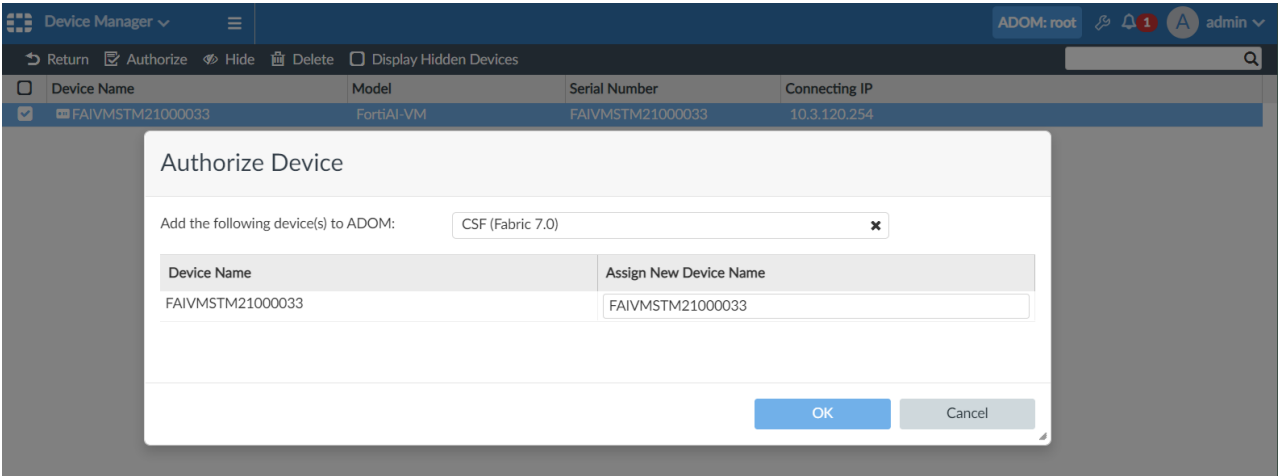 Device Manager ADOM: root 1 A admin
Return Authorize Hide Delete Display Hidden Devices
Device Name Model Serial Number Connecting IP
FAIVMSTM21000033 FortiAI-VM FAIVMSTM21000033 10.3.120.254
Authorize Device
Add the following device(s) to ADOM: CSF (Fabric 7.0)
Device Name Assign New Device Name
FAIVMSTM21000033 FAIVMSTM21000033
OK Cancel